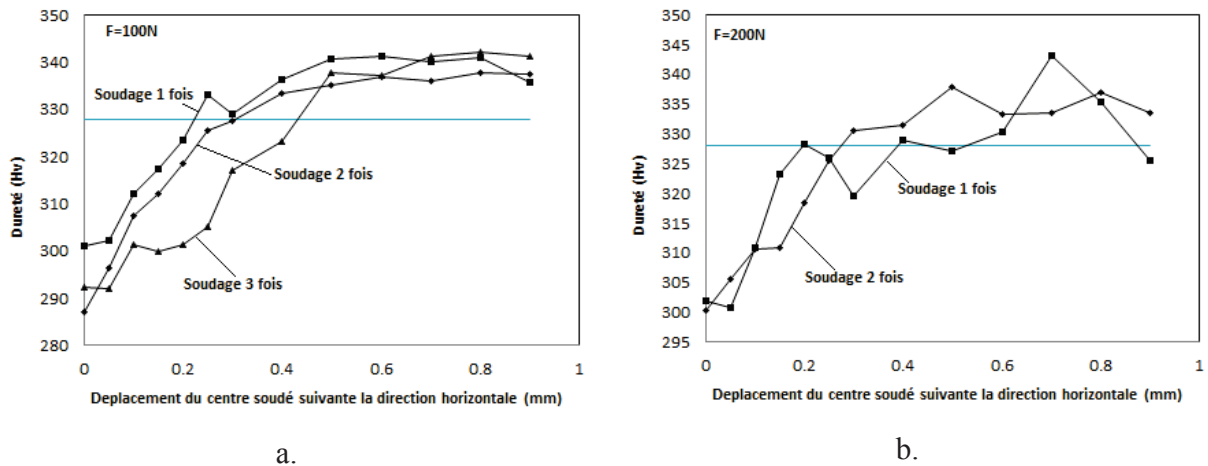 F=100N
350
340
330
320
310
300
290
280
0
0.2
0.4
0.6
0.8
1
Dureté (Hv)
Soudage 1 fois
Soudage 2 fois
Soudage 3 fois
Deplacement du centre soudé suivante la direction horizontale (mm)
a.
F=200N
350
345
340
335
330
325
320
315
310
305
300
295
0
0.2
0.4
0.6
0.8
1
Dureté (Hv)
Soudage 1 fois
Soudage 2 fois
Deplacement du centre soudé suivante la direction horizontale (mm)
b.